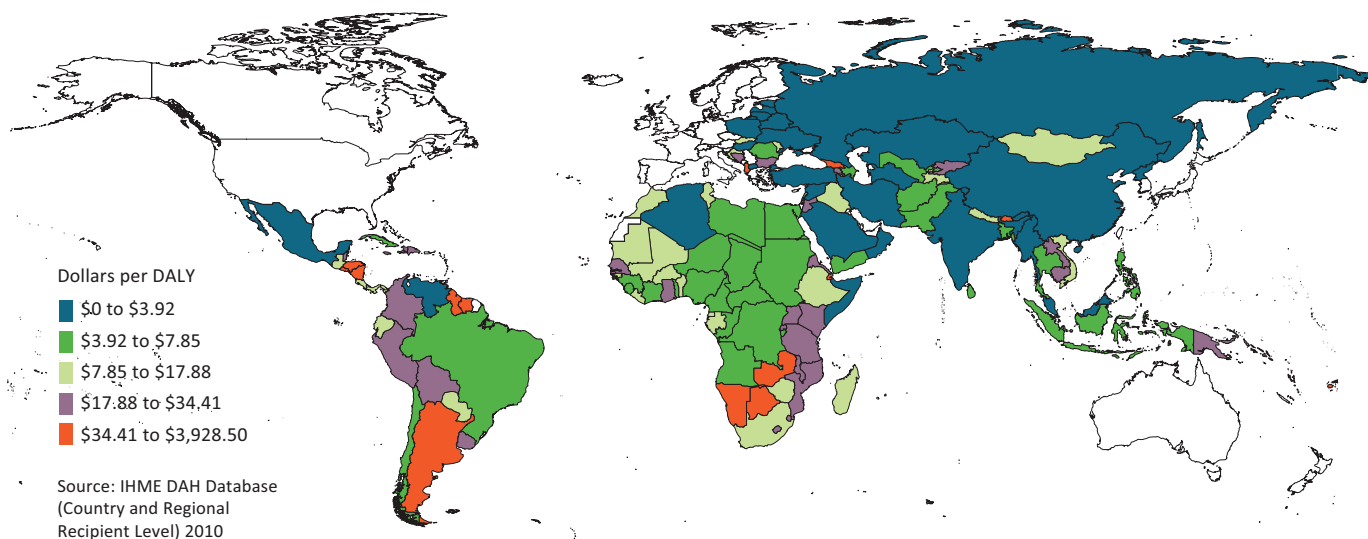 Dollars per DALY
$0 to $3.92
$3.92 to $7.85
$7.85 to $17.88
$17.88 to $34.41
$34.41 to $3,928.50
Source: IHME DAH Database
(Country and Regional
Recipient Level) 2010